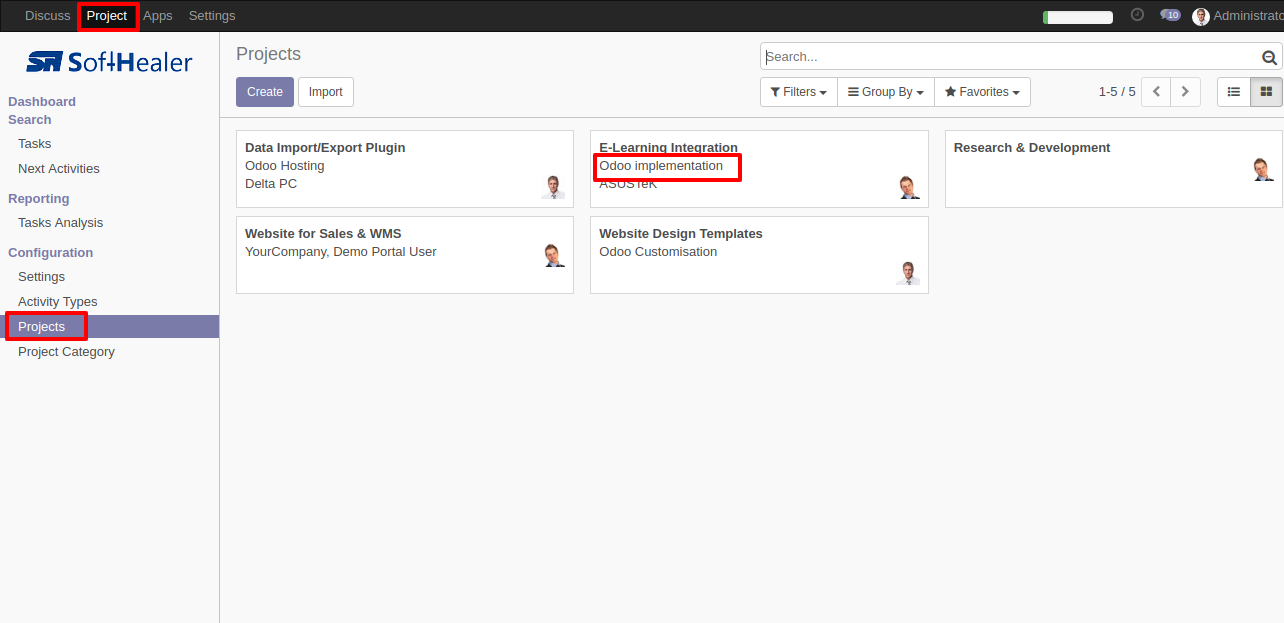 Discuss Project Apps Settings 10 Administrato
SoftHealer
Dashboard
Search
Tasks
Next Activities
Reporting
Tasks Analysis
Configuration
Settings
Activity Types
Projects
Project Category
Projects
Search...
Create Import
Filters Group By Favorites 1-5 / 5
Data Import/Export Plugin
Odoo Hosting
Delta PC
E-Learning Integration
Odoo implementation
ASUSTeK
Research & Development
Website for Sales & WMS
YourCompany, Demo Portal User
Website Design Templates
Odoo Customisation